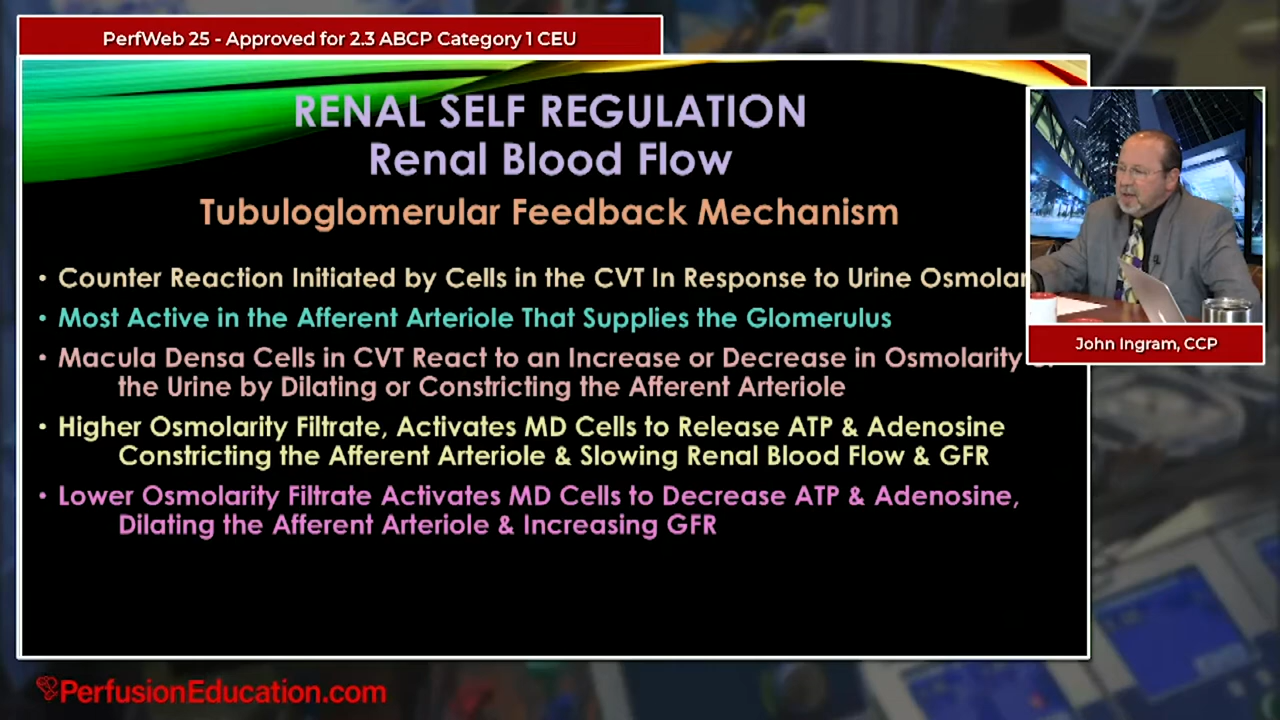 PerfWeb 25 - Approved for 2.3 ABCP Category 1 CEU
RENAL SELF REGULATION
Renal Blood Flow
Tubuloglomerular Feedback Mechanism
• Counter Reaction Initiated by Cells in the CVT In Response to Urine
• Most Active in the Afferent Arteriole That Supplies the Glomerulus
• Macula Densa Cells in CVT React to an Increase or Decrease in Osmolarity
the Urine by Dilating or Constricting the Afferent Arteriole
• Higher Osmolarity Filtrate, Activates MD Cells to Release ATP & Adenosine
Constricting the Afferent Arteriole & Slowing Renal Blood Flow & GFR
• Lower Osmolarity Filtrate Activates MD Cells to Decrease ATP & Adenosine,
Dilating the Afferent Arteriole & Increasing GFR
John Ingram, CCP
PerfusionEducation.com